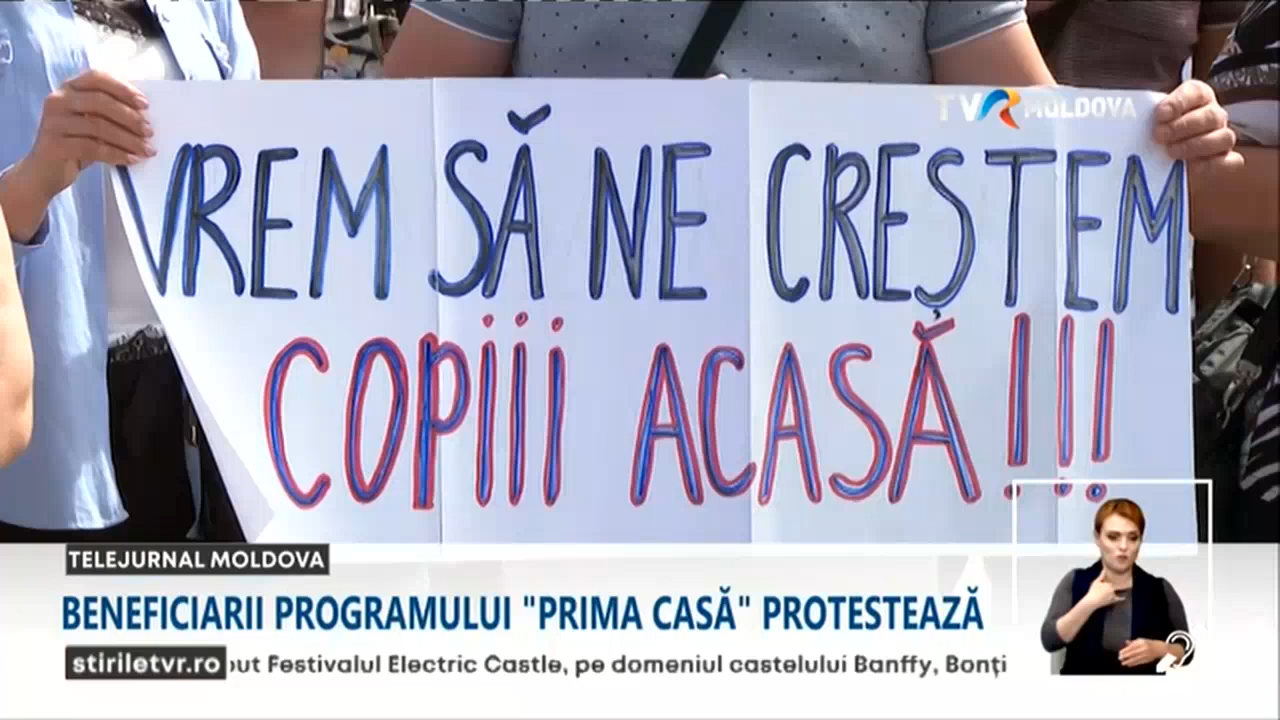 TVR MOLDOVA
VREM SĂ NE CREȘTEM
COPIII ACASĂ!!!
TELEJURNAL MOLDOVA
BENEFICIARII PROGRAMULUI "PRIMA CASĂ" PROTESTEAZĂ
stiriletvr.ro
Festivalul Electric Castle, pe domeniul castelului Banffy, Bonți